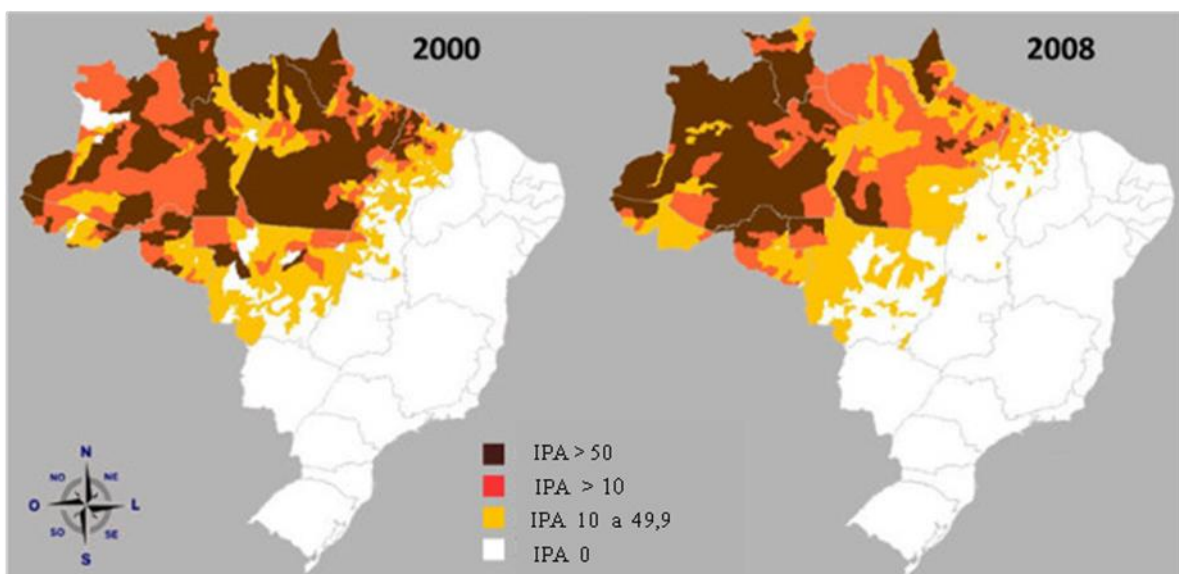 2000
2008
IPA > 50
IPA > 10
IPA 10 a 49,9
IPA 0
N
NO
NE
O
L
SO
SE
S